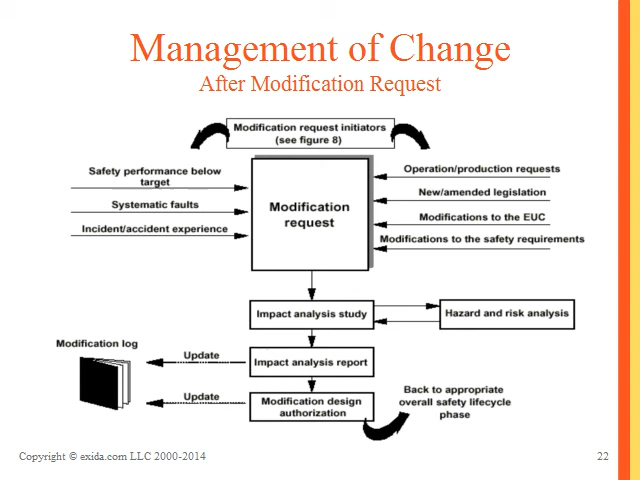 Management of Change
After Modification Request
Modification request initiators
(see figure 8)
Safety performance below
target
Systematic faults
Incident/accident experience
Modification
request
Operation/production requests
New/amended legislation
Modifications to the EUC
Modifications to the safety requirements
Impact analysis study
Hazard and risk analysis
Modification log
Update
Impact analysis report
Update
Modification design
authorization
Back to appropriate
overall safety lifecycle
phase
Copyright © exida.com LLC 2000-2014
22